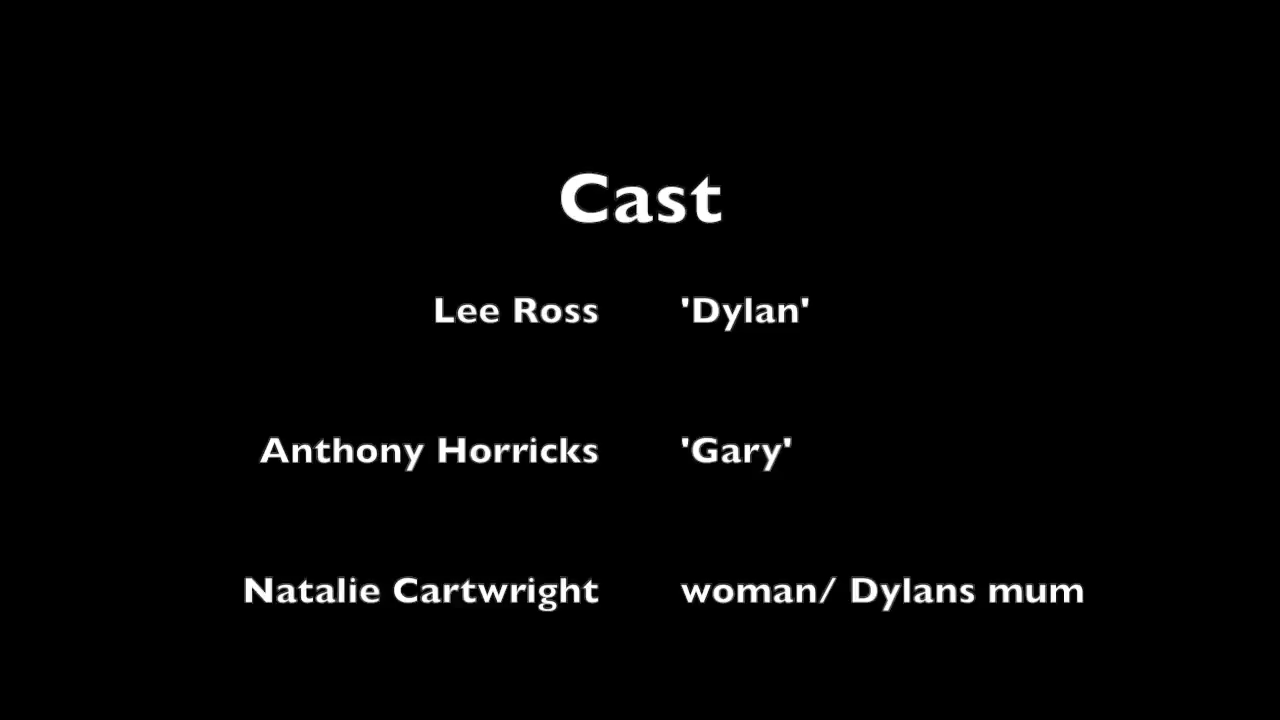 Cast
Lee Ross 'Dylan'
Anthony Horricks 'Gary'
Natalie Cartwright woman/ Dylans mum